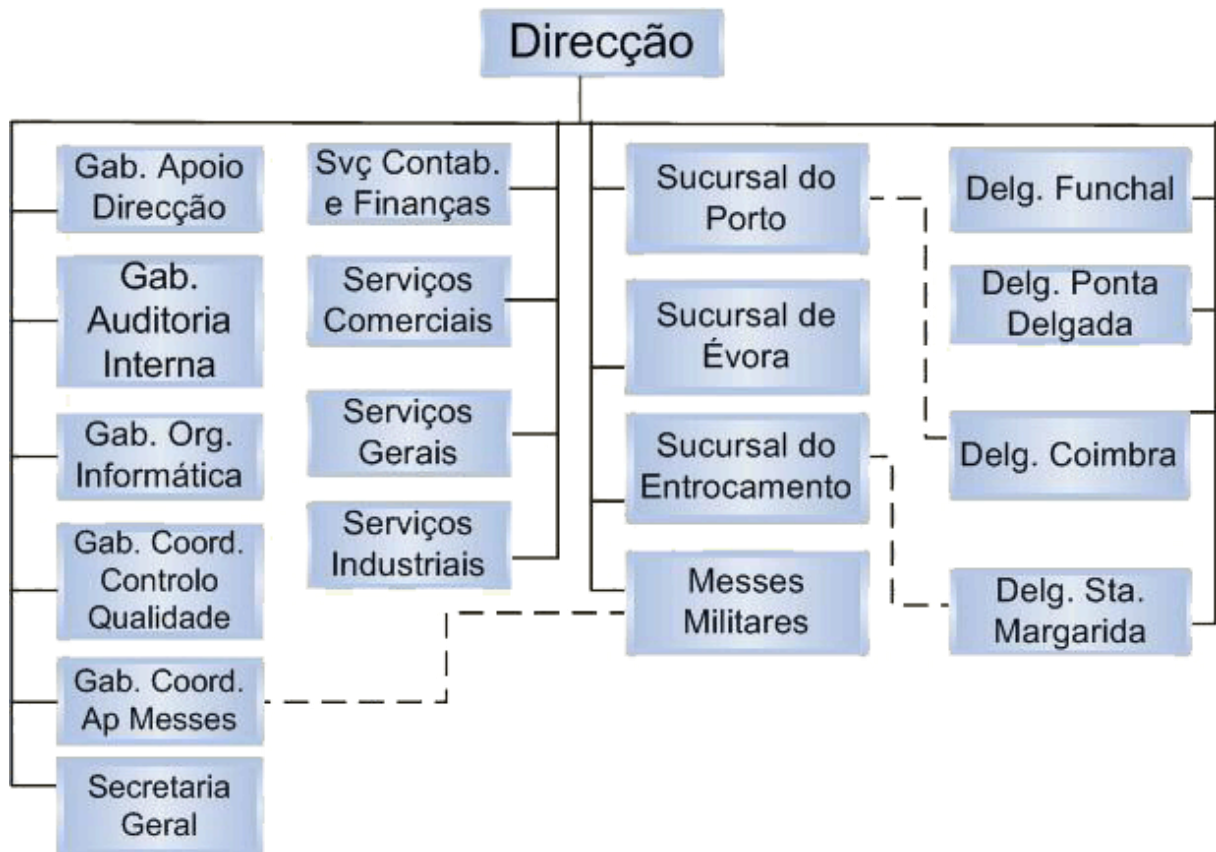 Direcção
Gab. Apoio
Direcção
Gab.
Auditoria
Interna
Gab. Org.
Informática
Gab. Coord.
Controlo
Qualidade
Gab. Coord.
Ap Messes
Secretaria
Geral
Svç Contab.
e Finanças
Serviços
Comerciais
Serviços
Gerais
Serviços
Industriais
Sucursal do
Porto
Sucursal de
Évora
Sucursal do
Entrocamento
Messes
Militares
Delg. Funchal
Delg. Ponta
Delgada
Delg. Coimbra
Delg. Sta.
Margarida